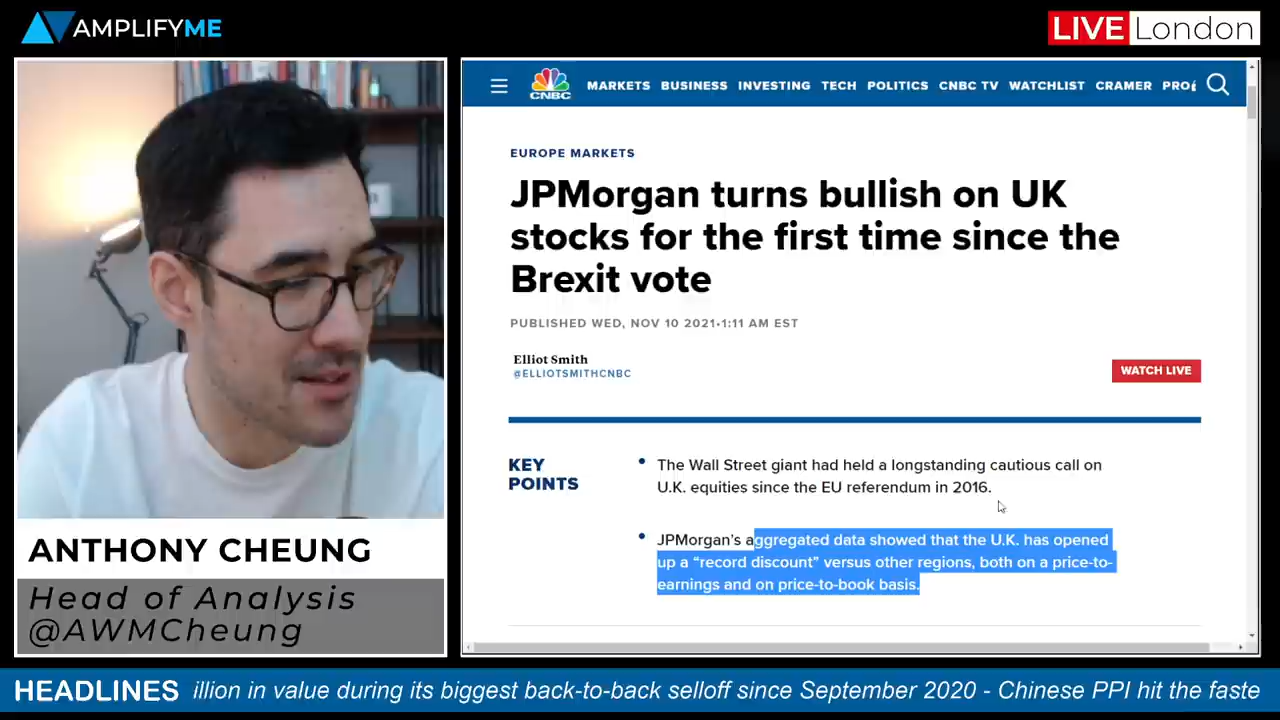 AMPLIFYME
LIVE London
CNBC
MARKETS BUSINESS INVESTING TECH POLITICS CNBC TV WATCHLIST CRAMER
EUROPE MARKETS
JPMorgan turns bullish on UK
stocks for the first time since the
Brexit vote
PUBLISHED WED, NOV 10 2021•1:11 AM EST
Elliot Smith
@ELLIOTSMITHCNBC
WATCH LIVE
KEY
POINTS
• The Wall Street giant had held a longstanding cautious call on
U.K. equities since the EU referendum in 2016.
• JPMorgan’s aggregated data showed that the U.K. has opened
up a “record discount” versus other regions, both on a price-to-
earnings and on price-to-book basis.
ANTHONY CHEUNG
Head of Analysis
@AWMCheung
HEADLINES illion in value during its biggest back-to-back selloff since September 2020 - Chinese PPI hit the faste